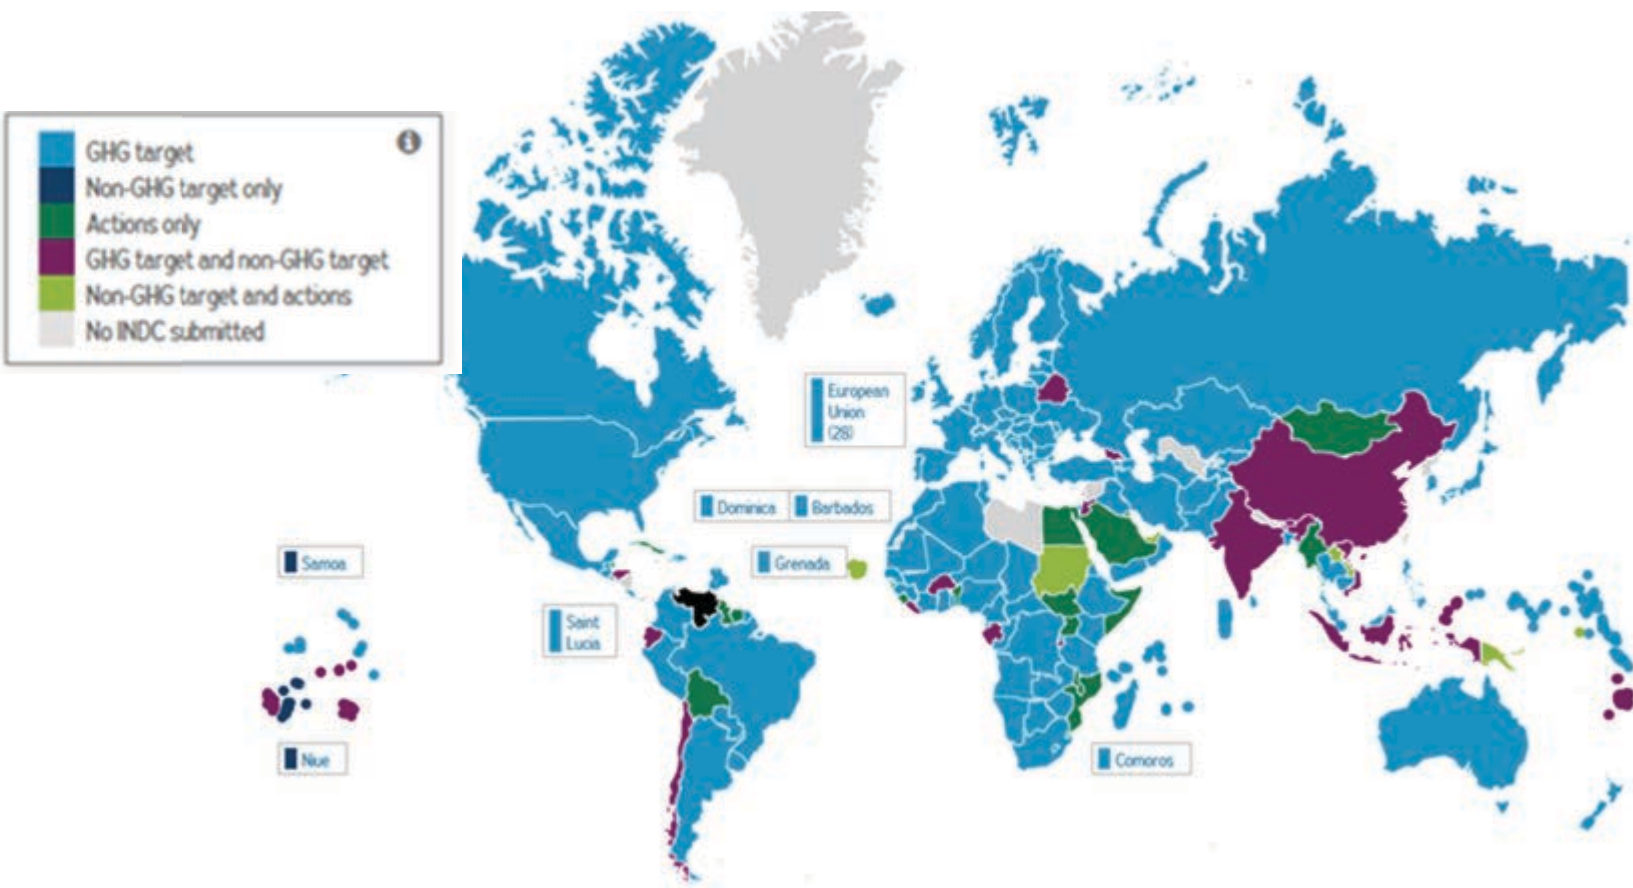 GHG target
Non-GHG target only
Actions only
GHG target and non-GHG target
Non-GHG target and actions
No INDC submitted
European
Union
(28)
Dominica
Barbados
Samoa
Grenada
Saint
Lucia
Niue
Comoros